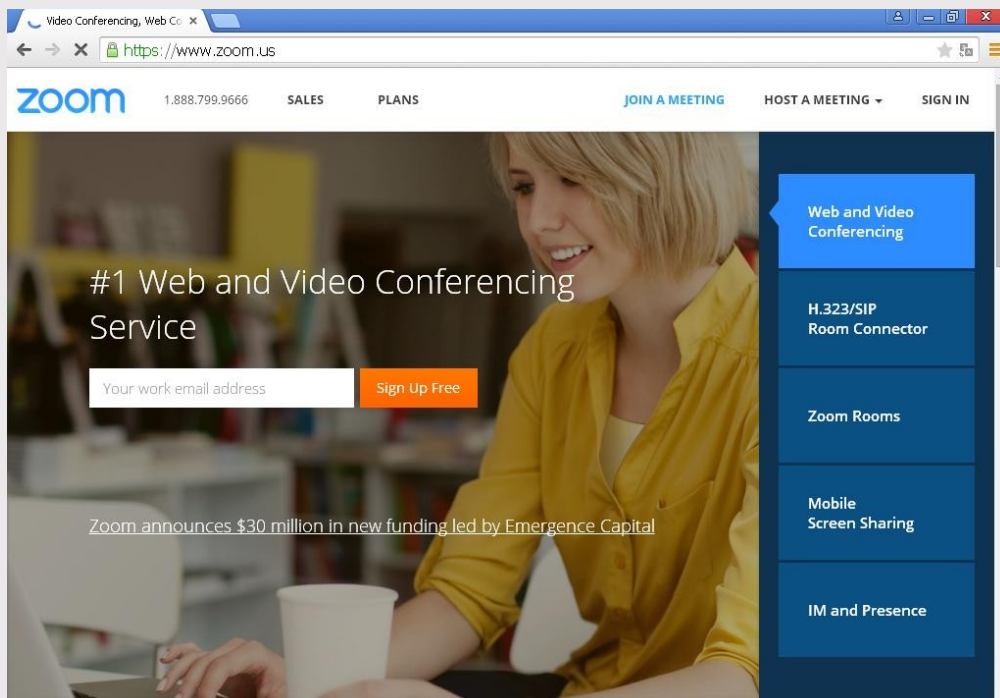 Video Conferencing, Web Co
https://www.zoom.us
zoom 1.888.799.9666 SALES PLANS JOIN A MEETING HOST A MEETING SIGN IN
#1 Web and Video Conferencing
Service
Your work email address Sign Up Free
Zoom announces $30 million in new funding led by Emergence Capital
Web and Video
Conferencing
H.323/SIP
Room Connector
Zoom Rooms
Mobile
Screen Sharing
IM and Presence